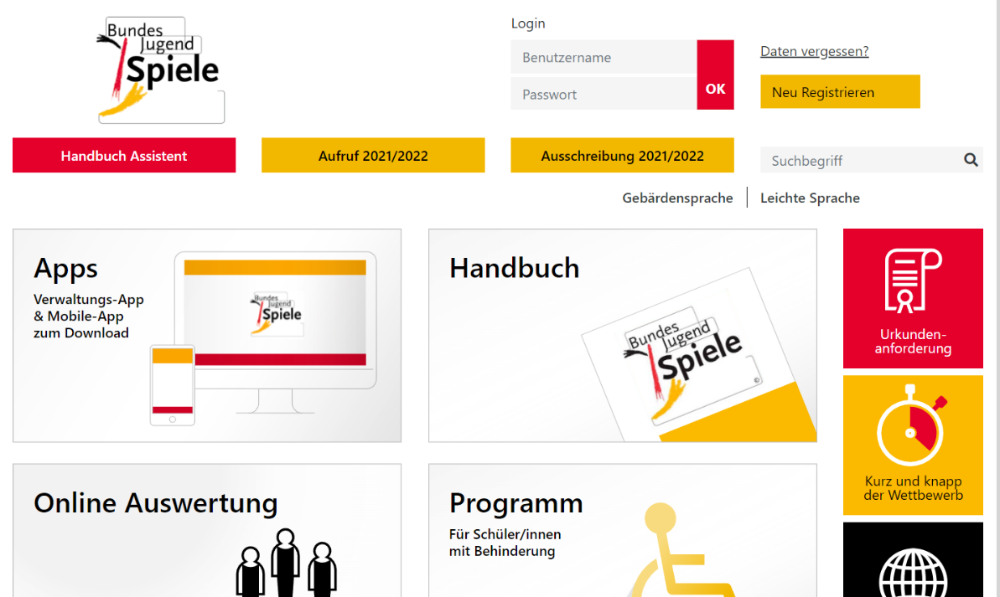 Bundes
Jugend
Spiele
Login
Benutzername
Passwort
OK
Daten vergessen?
Neu Registrieren
Handbuch Assistent
Aufruf 2021/2022
Ausschreibung 2021/2022
Suchbegriff
Gebärdensprache
Leichte Sprache
Apps
Verwaltungs-App
& Mobile-App
zum Download
Bundes
Jugend
Spiele
Handbuch
Bundes
Jugend
Spiele
©
Urkunden-
anforderung
Kurz und knapp
der Wettbewerb
Online Auswertung
Programm
Für Schüler/innen
mit Behinderung